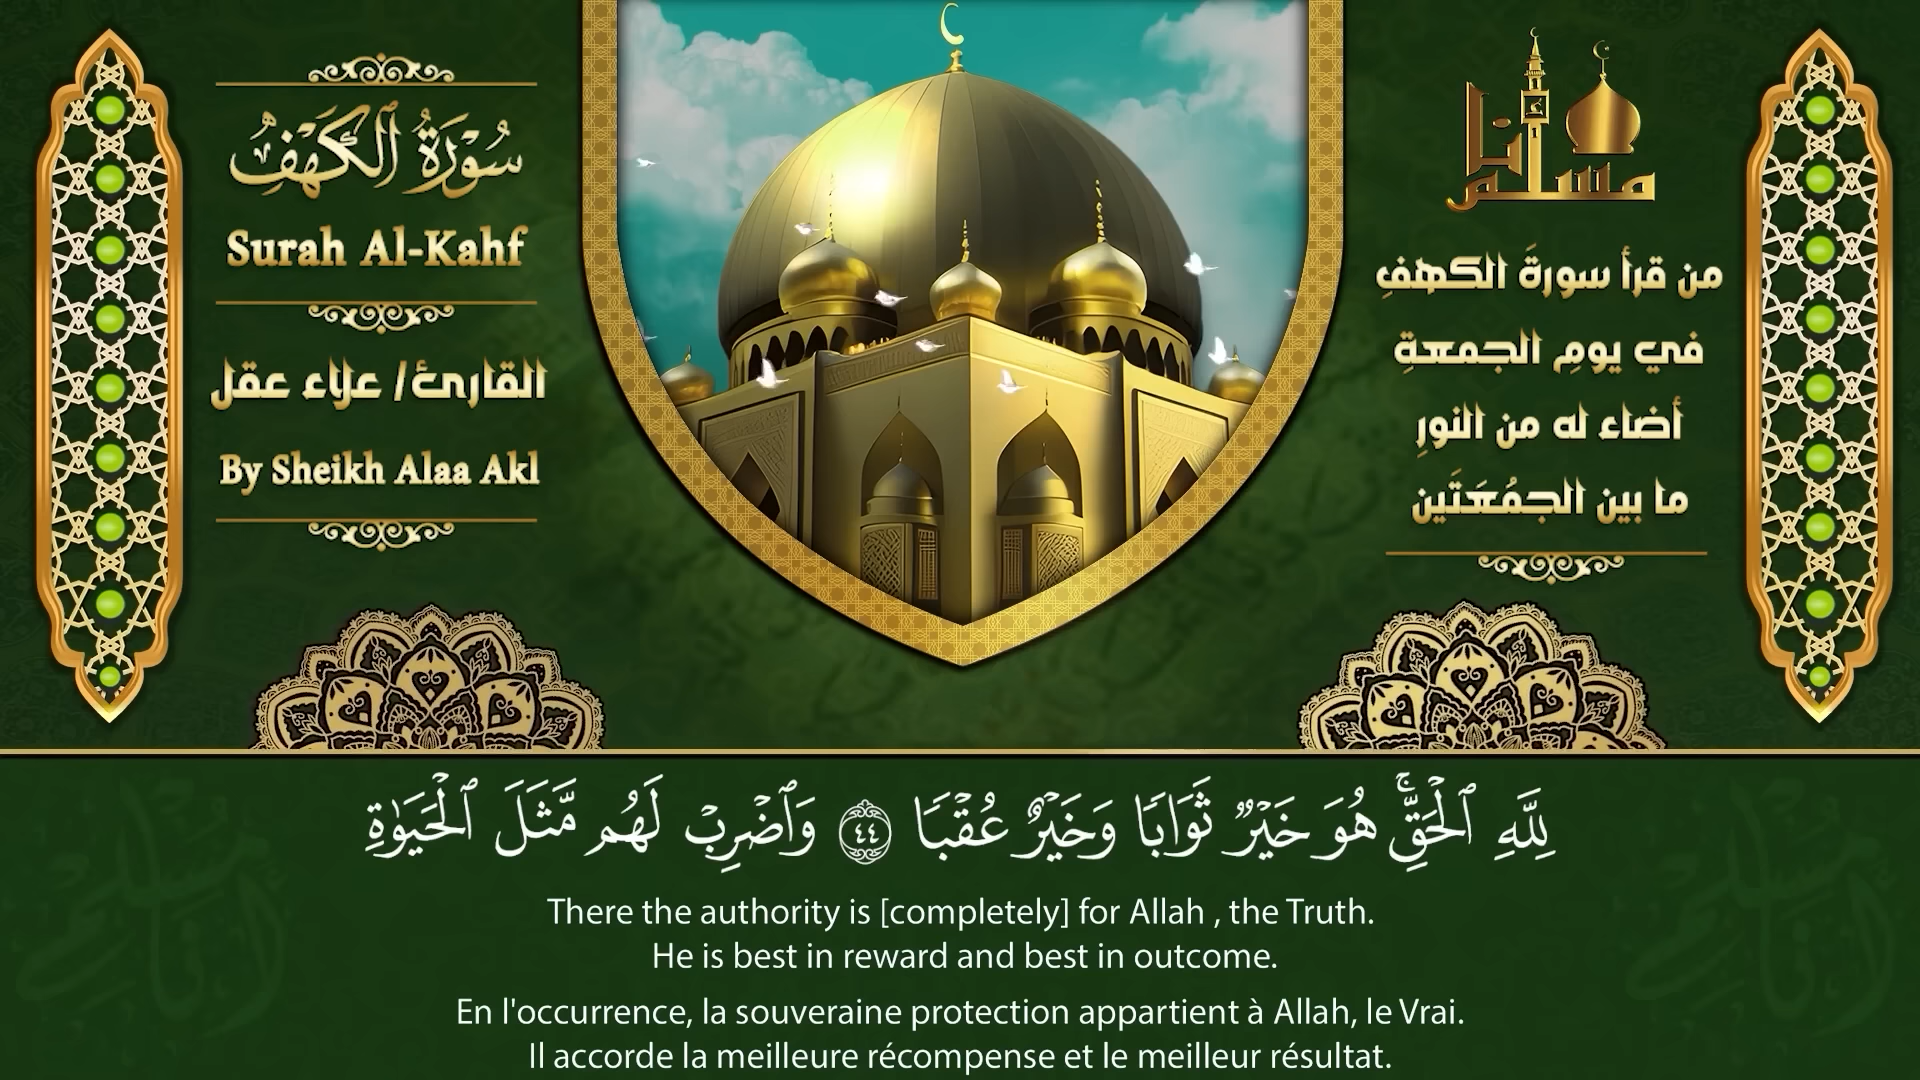 سُورَةُ الكَهْفِ
Surah Al-Kahf
القارئ/ علاء عقل
By Sheikh Alaa Akl
أنا مسلم
من قرأ سورةَ الكهفِ
في يومِ الجمعةِ
أضاء له من النورِ
ما بين الجمُعَتَين
لِلَّهِ ٱلْحَقِّۚ هُوَ خَيْرٌ ثَوَابًا وَخَيْرٌ عُقْبًا ٤٤ وَٱضْرِبْ لَهُم مَّثَلَ ٱلْحَيَوٰةِ
There the authority is [completely] for Allah , the Truth.
He is best in reward and best in outcome.
En l'occurrence, la souveraine protection appartient à Allah, le Vrai.
Il accorde la meilleure récompense et le meilleur résultat.